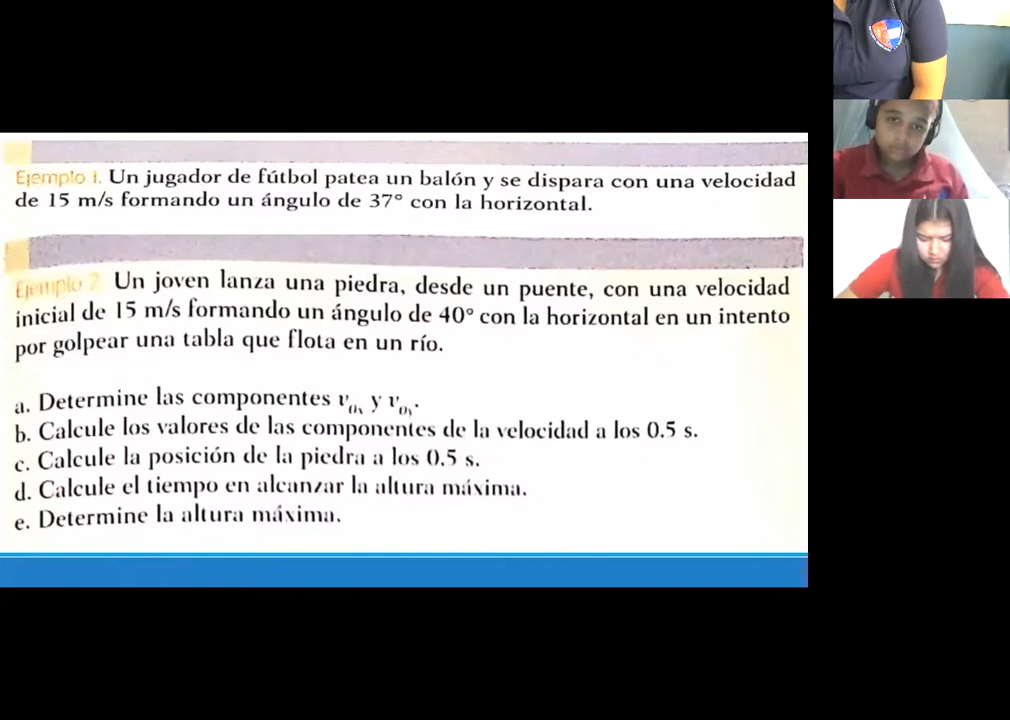 Ejemplo 1. Un jugador de fútbol patea un balón y se dispara con una velocidad
de 15 m/s formando un ángulo de 37° con la horizontal.
Ejemplo 2 Un joven lanza una piedra, desde un puente, con una velocidad
inicial de 15 m/s formando un ángulo de 40° con la horizontal en un intento
por golpear una tabla que flota en un río.
a. Determine las componentes v₀ₓ y v₀ᵧ.
b. Calcule los valores de las componentes de la velocidad a los 0.5 s.
c. Calcule la posición de la piedra a los 0.5 s.
d. Calcule el tiempo en alcanzar la altura máxima.
e. Determine la altura máxima.